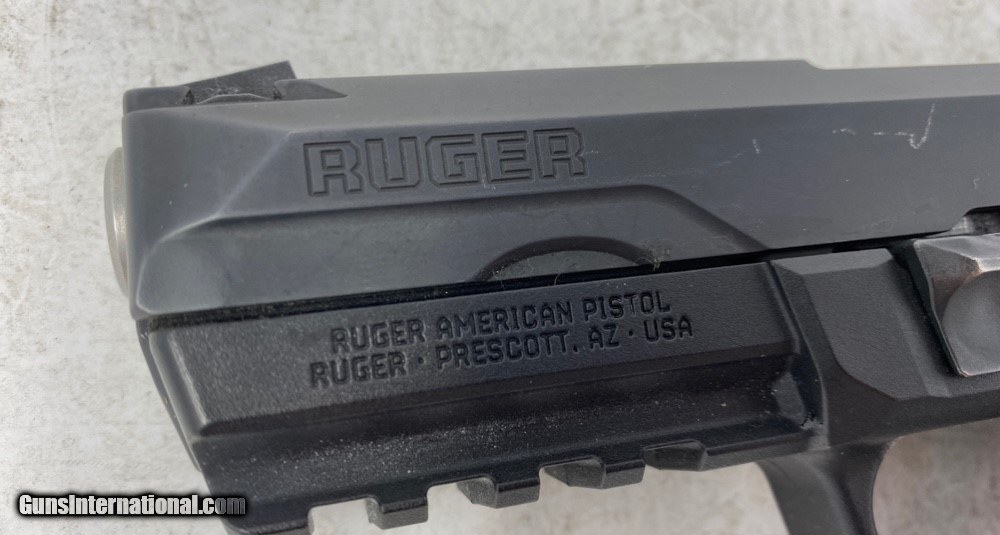 RUGER
RUGER AMERICAN PISTOL
RUGER · PRESCOTT, AZ · USA
GunsInternational.com